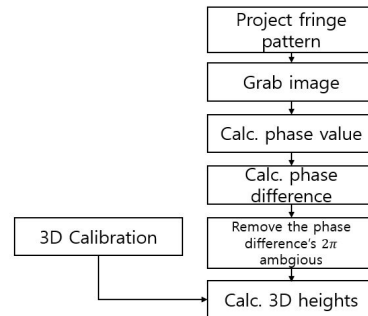 Project fringe
pattern
Grab image
Calc. phase value
Calc. phase
difference
Remove the phase
difference's 2π
ambgious
3D Calibration
Calc. 3D heights